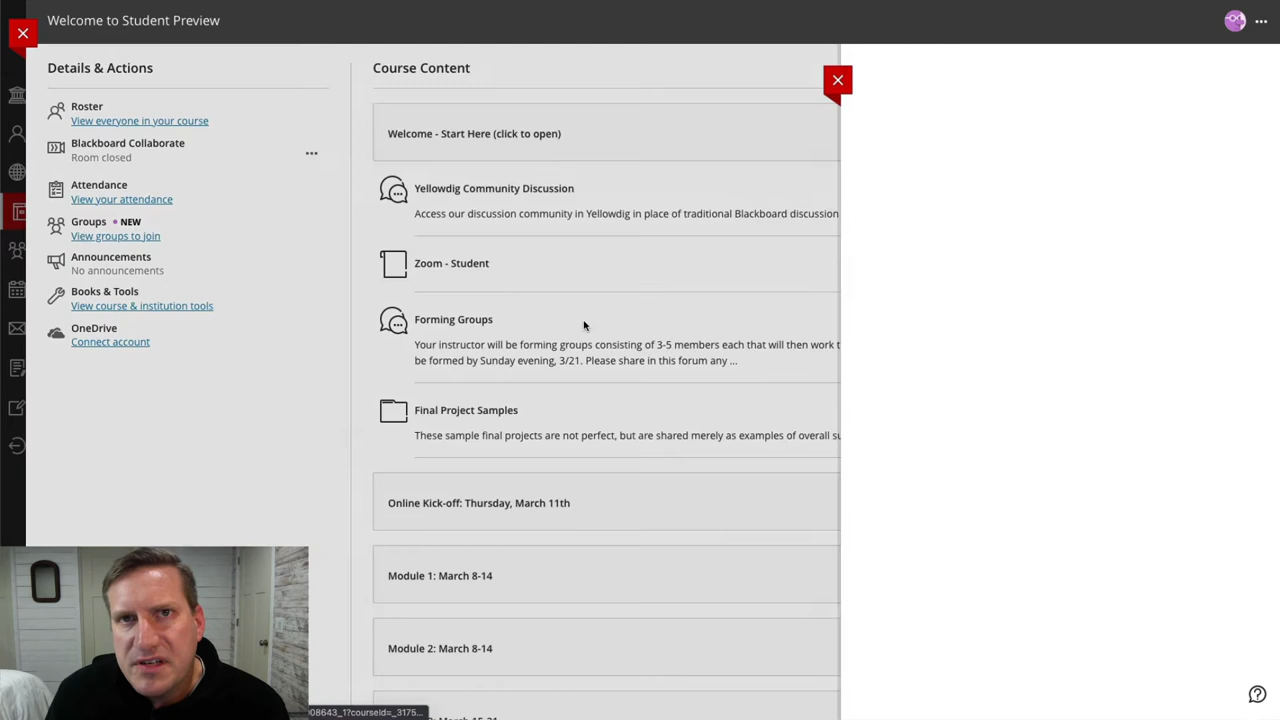 Welcome to Student Preview
Details & Actions
Roster
View everyone in your course
Blackboard Collaborate
Room closed
Attendance
View your attendance
Groups • NEW
View groups to join
Announcements
No announcements
Books & Tools
View course & institution tools
OneDrive
Connect account
Course Content
Welcome - Start Here (click to open)
Yellowdig Community Discussion
Access our discussion community in Yellowdig in place of traditional Blackboard discussion
Zoom - Student
Forming Groups
Your instructor will be forming groups consisting of 3-5 members each that will then work t
be formed by Sunday evening, 3/21. Please share in this forum any ...
Final Project Samples
These sample final projects are not perfect, but are shared merely as examples of overall su
Online Kick-off: Thursday, March 11th
Module 1: March 8-14
Module 2: March 8-14
08643_1?courseId=_3175...